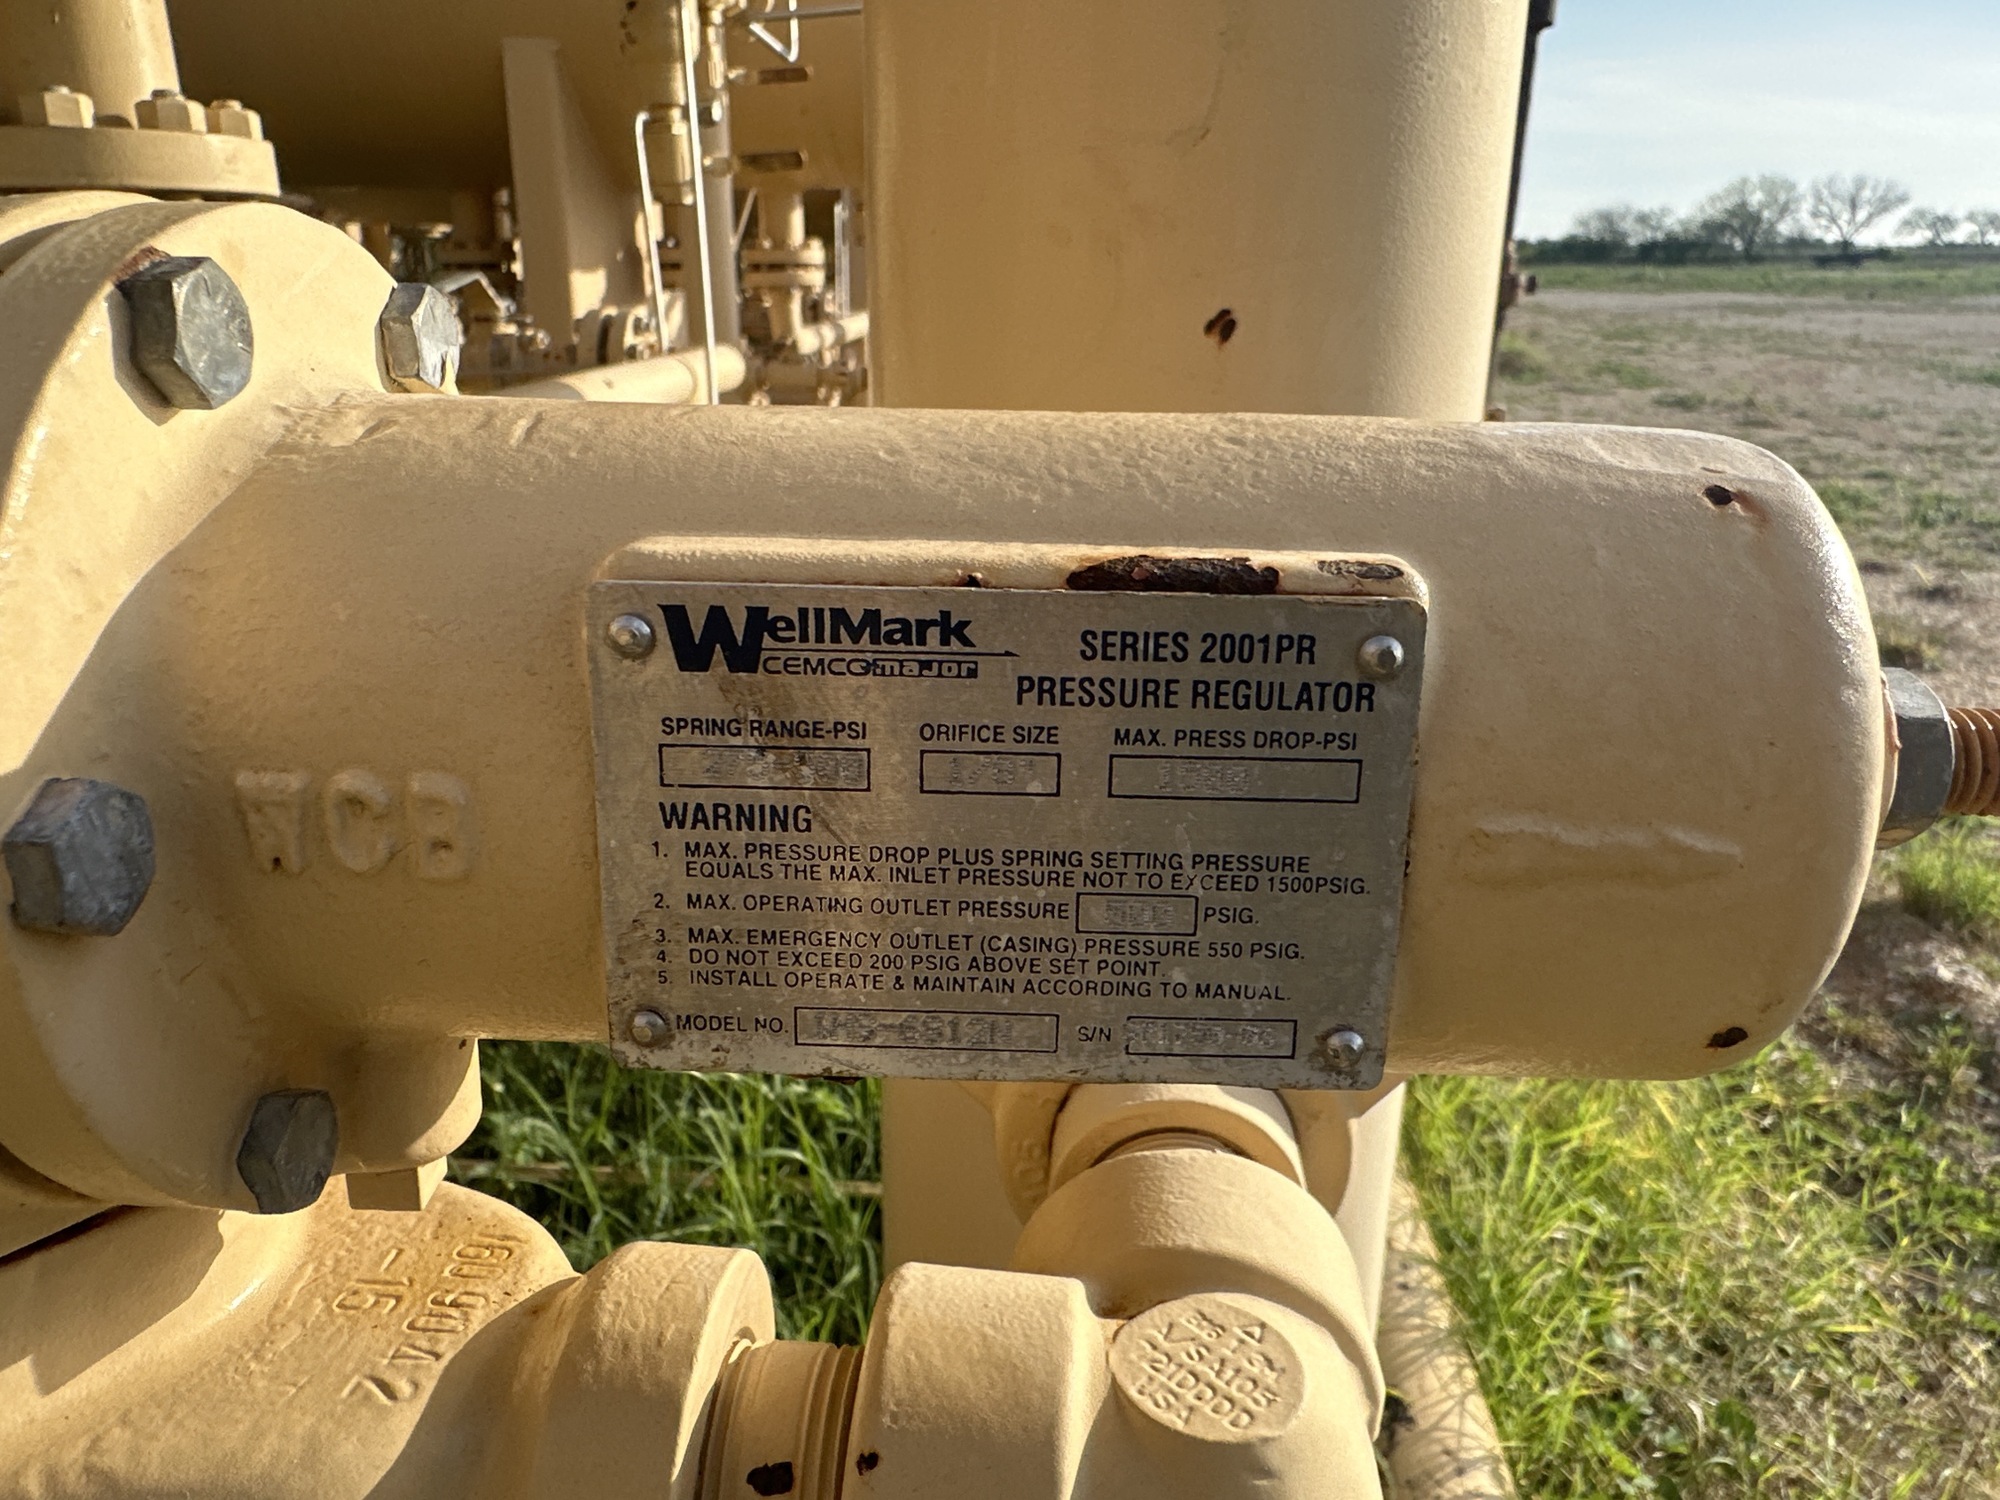 WellMark
CEMCO major
SERIES 2001PR
PRESSURE REGULATOR
SPRING RANGE-PSI
ORIFICE SIZE
MAX. PRESS DROP-PSI
WARNING
1. MAX. PRESSURE DROP PLUS SPRING SETTING PRESSURE
EQUALS THE MAX. INLET PRESSURE NOT TO EXCEED 1500PSIG.
2. MAX. OPERATING OUTLET PRESSURE PSIG.
3. MAX. EMERGENCY OUTLET (CASING) PRESSURE 550 PSIG.
4. DO NOT EXCEED 200 PSIG ABOVE SET POINT.
5. INSTALL OPERATE & MAINTAIN ACCORDING TO MANUAL.
MODEL NO.
S/N
WCB
-15
USA